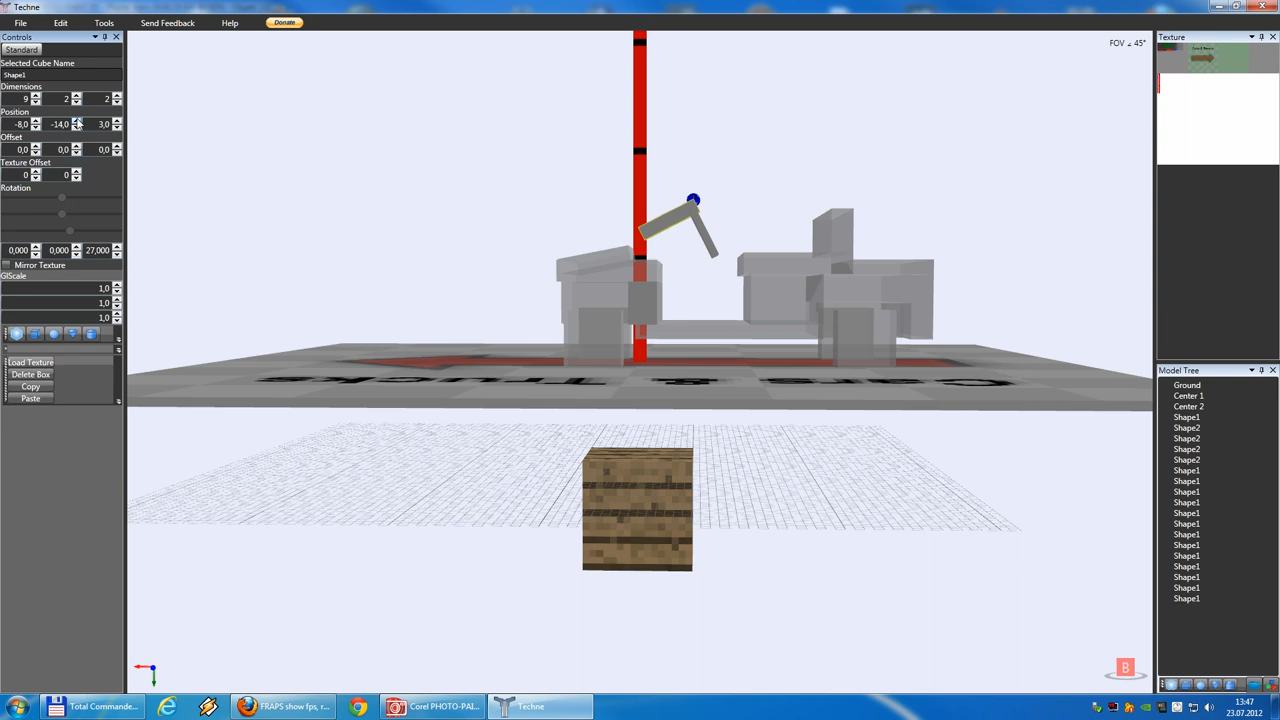 Techne
File Edit Tools Send Feedback Help Donate
Controls
Standard
Selected Cube Name
Shape1
Dimensions
9 2 2
Position
-8,0 -14,0 3,0
Offset
0,0 0,0 0,0
Texture Offset
0 0
Rotation
0,000 0,000 27,000
Mirror Texture
GlScale
1,0
1,0
1,0
Load Texture
Delete Box
Copy
Paste
FOV ∠ 45°
Cars & Trucks
B
Texture
Model Tree
Ground
Center 1
Center 2
Shape1
Shape2
Shape2
Shape2
Shape2
Shape1
Shape1
Shape1
Shape1
Shape1
Shape1
Shape1
Shape1
Shape1
Shape1
Shape1
Shape1
Shape1
Total Commande...
FRAPS show fps, r...
Corel PHOTO-PAI...
Techne
13:47
23.07.2012